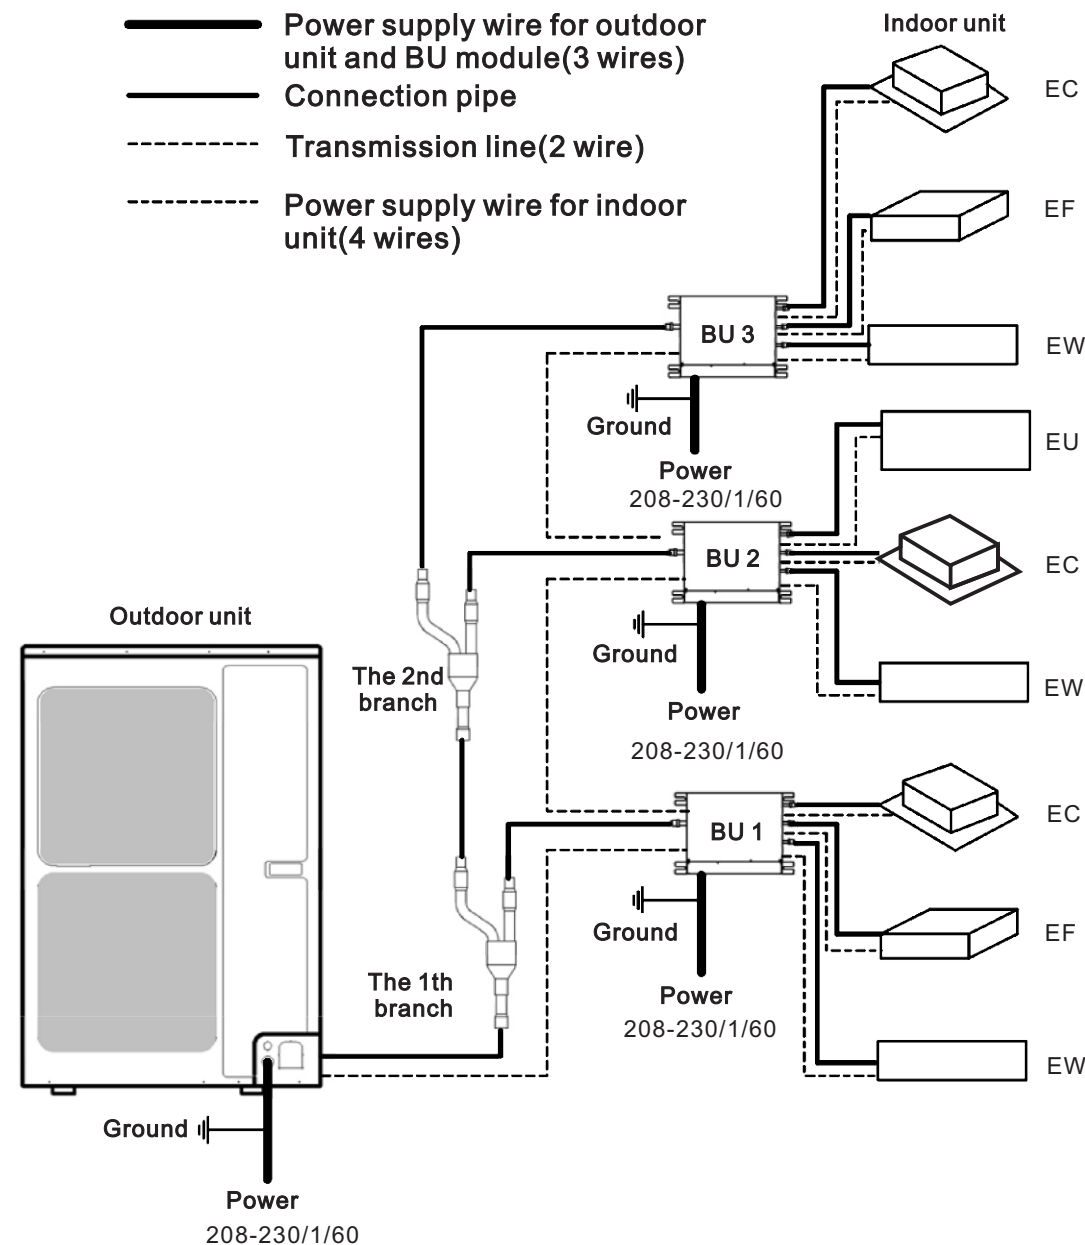 Power supply wire for outdoor
unit and BU module(3 wires)
Connection pipe
Transmission line(2 wire)
Power supply wire for indoor
unit(4 wires)
Indoor unit
EC
EF
BU 3
EW
Ground
Power
208-230/1/60
EU
BU 2
EC
Ground
EW
Power
208-230/1/60
Outdoor unit
The 2nd
branch
EC
BU 1
Ground
EF
Power
208-230/1/60
The 1th
branch
EW
Ground
Power
208-230/1/60